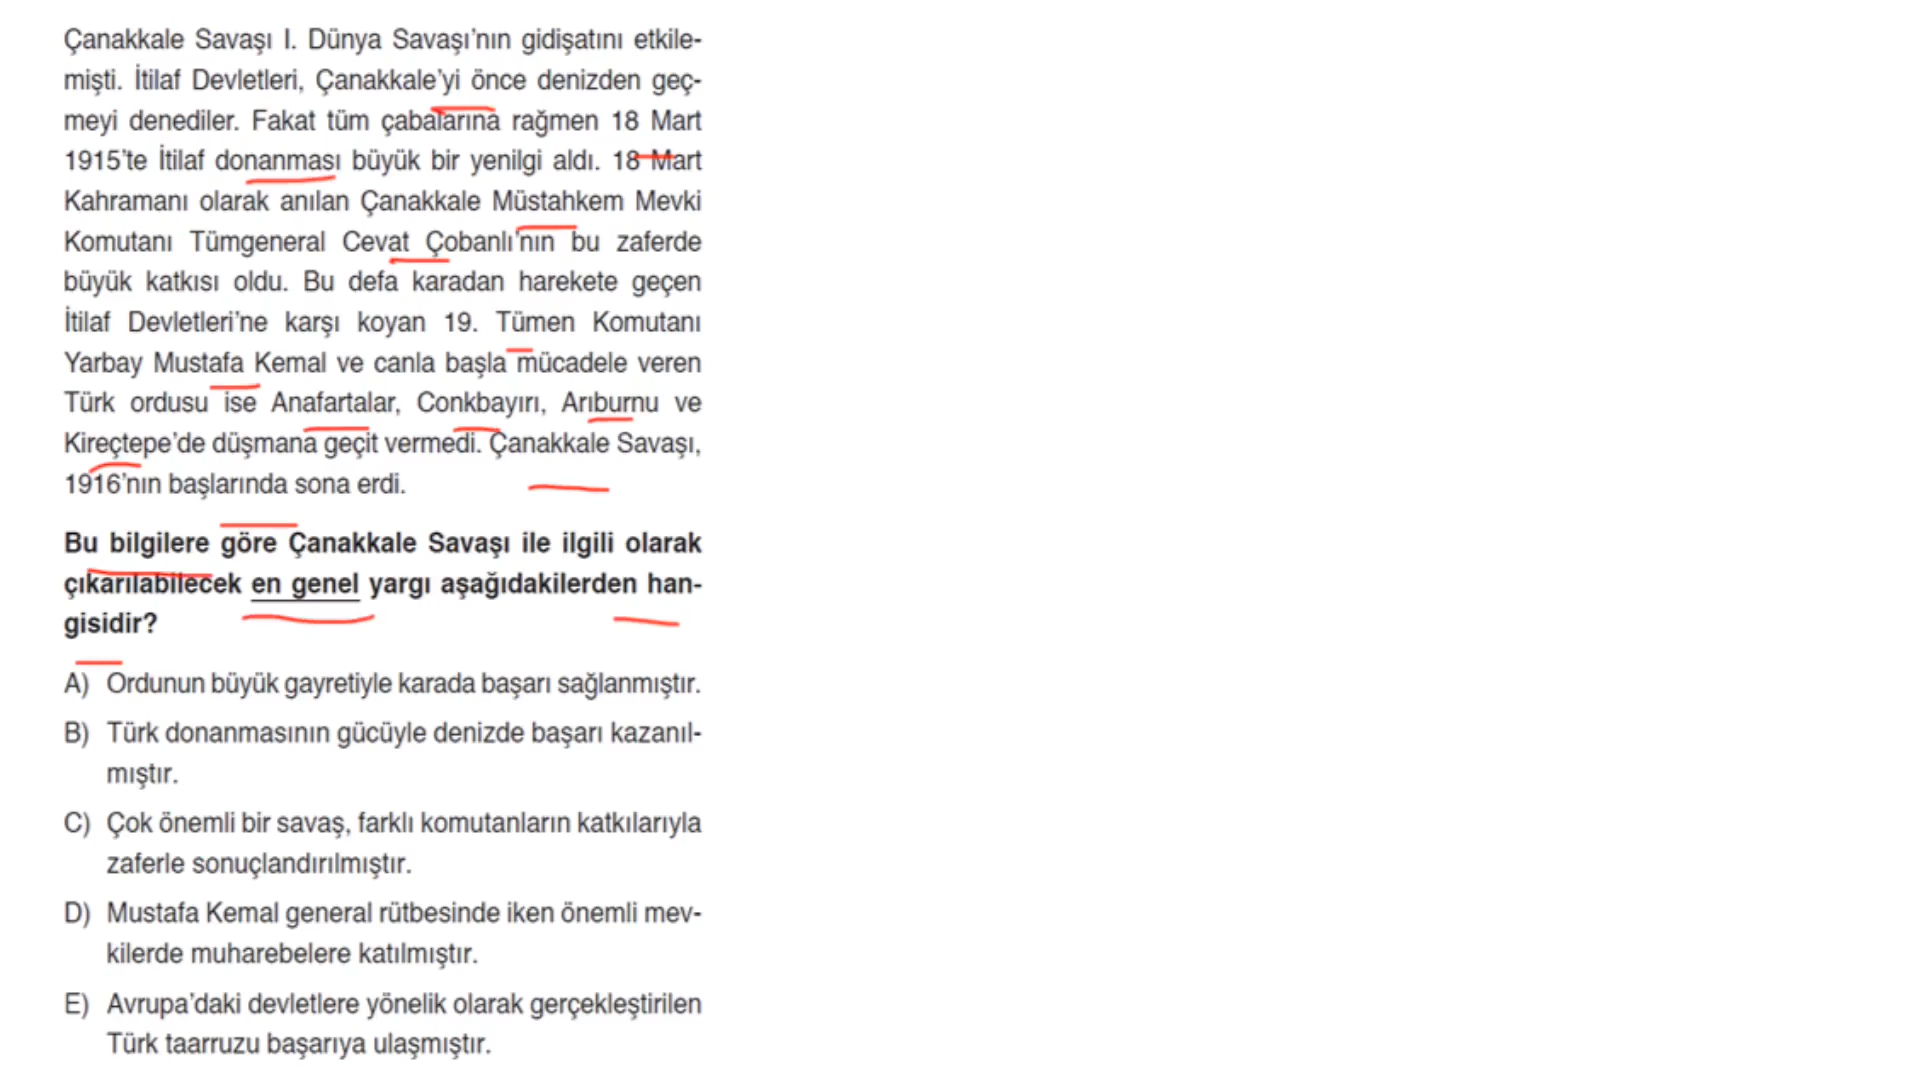 Çanakkale Savaşı I. Dünya Savaşı'nın gidişatını etkile-
mişti. İtilaf Devletleri, Çanakkale'yi önce denizden geç-
meyi denediler. Fakat tüm çabalarına rağmen 18 Mart
1915'te İtilaf donanması büyük bir yenilgi aldı. 18 Mart
Kahramanı olarak anılan Çanakkale Müstahkem Mevki
Komutanı Tümgeneral Cevat Çobanlı'nın bu zaferde
büyük katkısı oldu. Bu defa karadan harekete geçen
İtilaf Devletleri'ne karşı koyan 19. Tümen Komutanı
Yarbay Mustafa Kemal ve canla başla mücadele veren
Türk ordusu ise Anafartalar, Conkbayırı, Arıburnu ve
Kireçtepe'de düşmana geçit vermedi. Çanakkale Savaşı,
1916'nın başlarında sona erdi.
Bu bilgilere göre Çanakkale Savaşı ile ilgili olarak
çıkarılabilecek en genel yargı aşağıdakilerden han-
gisidir?
A) Ordunun büyük gayretiyle karada başarı sağlanmıştır.
B) Türk donanmasının gücüyle denizde başarı kazanıl-
mıştır.
C) Çok önemli bir savaş, farklı komutanların katkılarıyla
zaferle sonuçlandırılmıştır.
D) Mustafa Kemal general rütbesinde iken önemli mev-
kilerde muharebelere katılmıştır.
E) Avrupa'daki devletlere yönelik olarak gerçekleştirilen
Türk taarruzu başarıya ulaşmıştır.